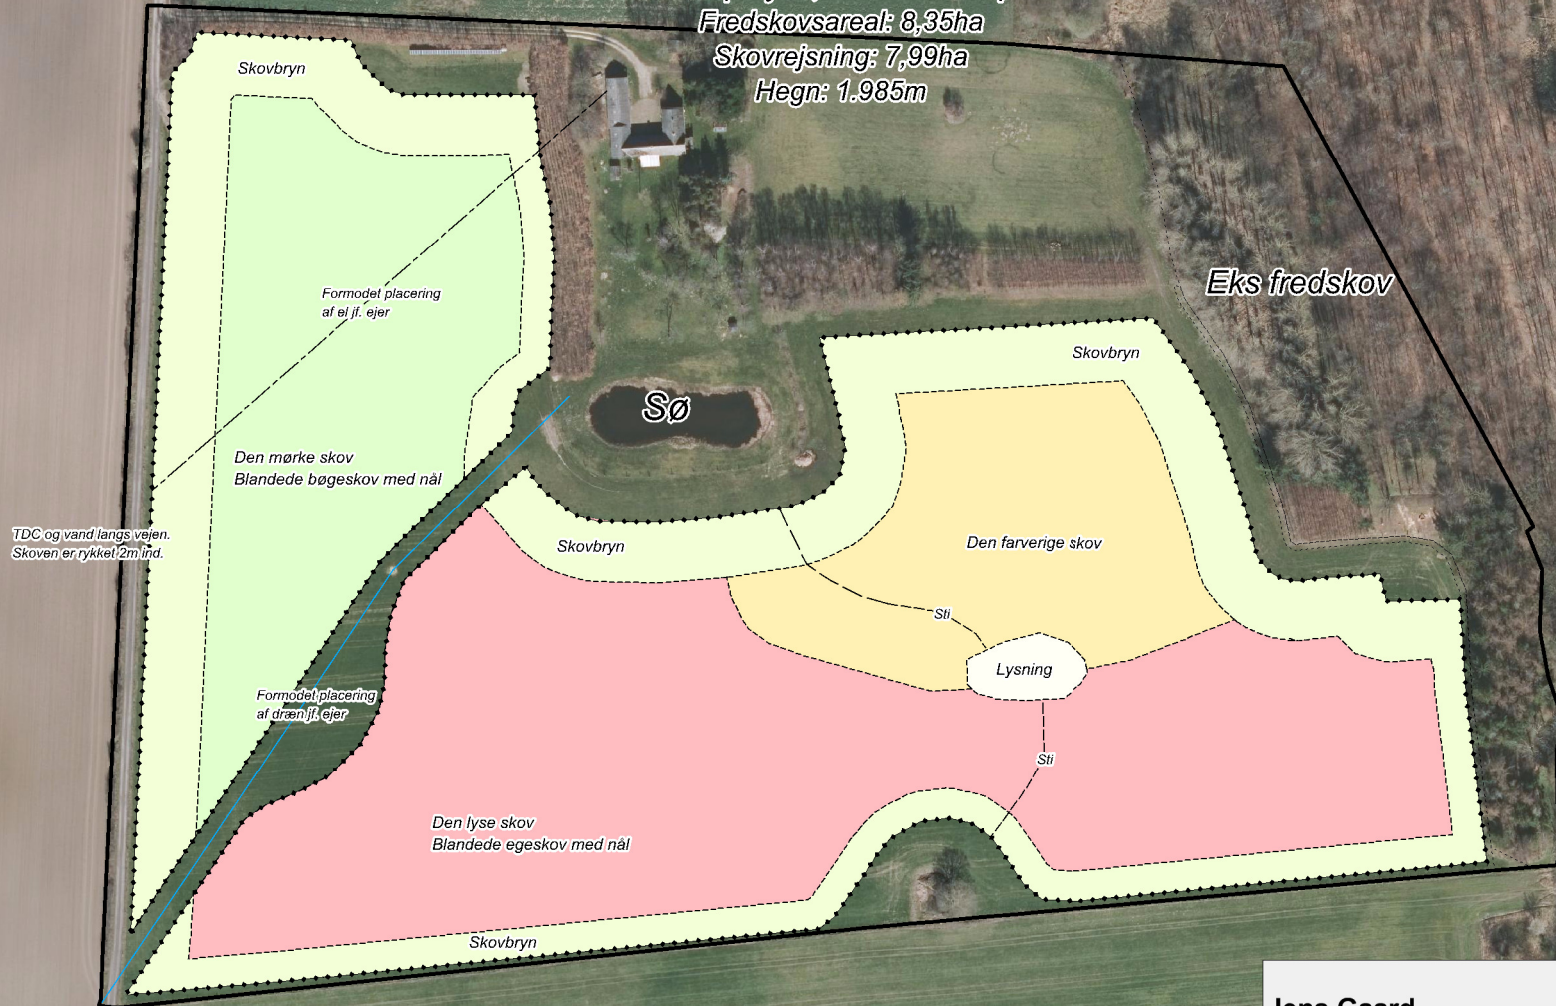 Fredskovsareal: 8,35ha
Skovrejsning: 7,99ha
Hegn: 1.985m
Skovbryn
Eks fredskov
Formodet placering
af el jf. ejer
Skovbryn
Sø
Den mørke skov
Blandede bøgeskov med nål
TDC og vand langs vejen.
Skoven er rykket 2m ind.
Skovbryn
Den farverige skov
Sti
Lysning
Formodet placering
af dræn jf. ejer
Sti
Den lyse skov
Blandede egeskov med nål
Skovbryn
Gaard